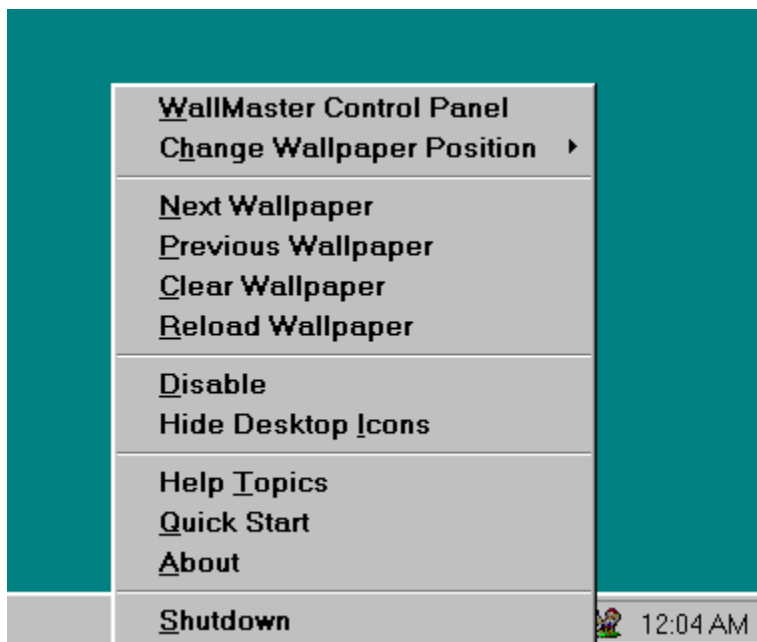 WallMaster Control Panel
Change Wallpaper Position
Next Wallpaper
Previous Wallpaper
Clear Wallpaper
Reload Wallpaper
Disable
Hide Desktop Icons
Help Topics
Quick Start
About
Shutdown
12:04 AM